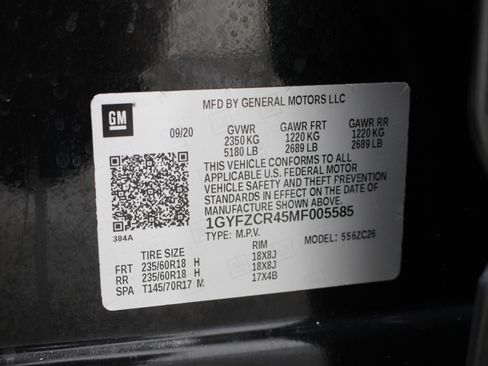 GM
MFD BY GENERAL MOTORS LLC
09/20 GVWR GAWR FRT GAWR RR
2350 KG 1220 KG 1220 KG
5180 LB 2689 LB 2689 LB
THIS VEHICLE CONFORMS TO ALL
APPLICABLE U.S. FEDERAL MOTOR
VEHICLE SAFETY AND THEFT PREVENTION
STANDARDS IN EFFECT ON THE DATE OF
MANUFACTURE SHOWN ABOVE.
1GYFZCR45MF005585
384A TYPE: M.P.V. MODEL: 556ZC26
TIRE SIZE RIM
FRT 235/60R18 H 18X8J
RR 235/60R18 H 18X8J
SPA T145/70R17 M 17X4B